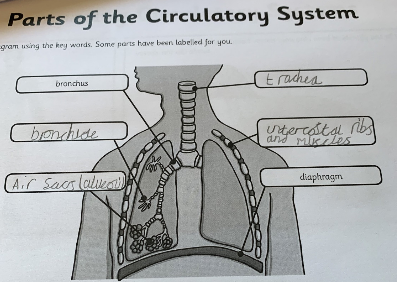 Parts of the Circulatory System
gram using the key words. Some parts have been labelled for you.
bronchus
trachea
bronchiole
intercostal ribs
and muscles
Air Sacs (alveoli)
diaphragm